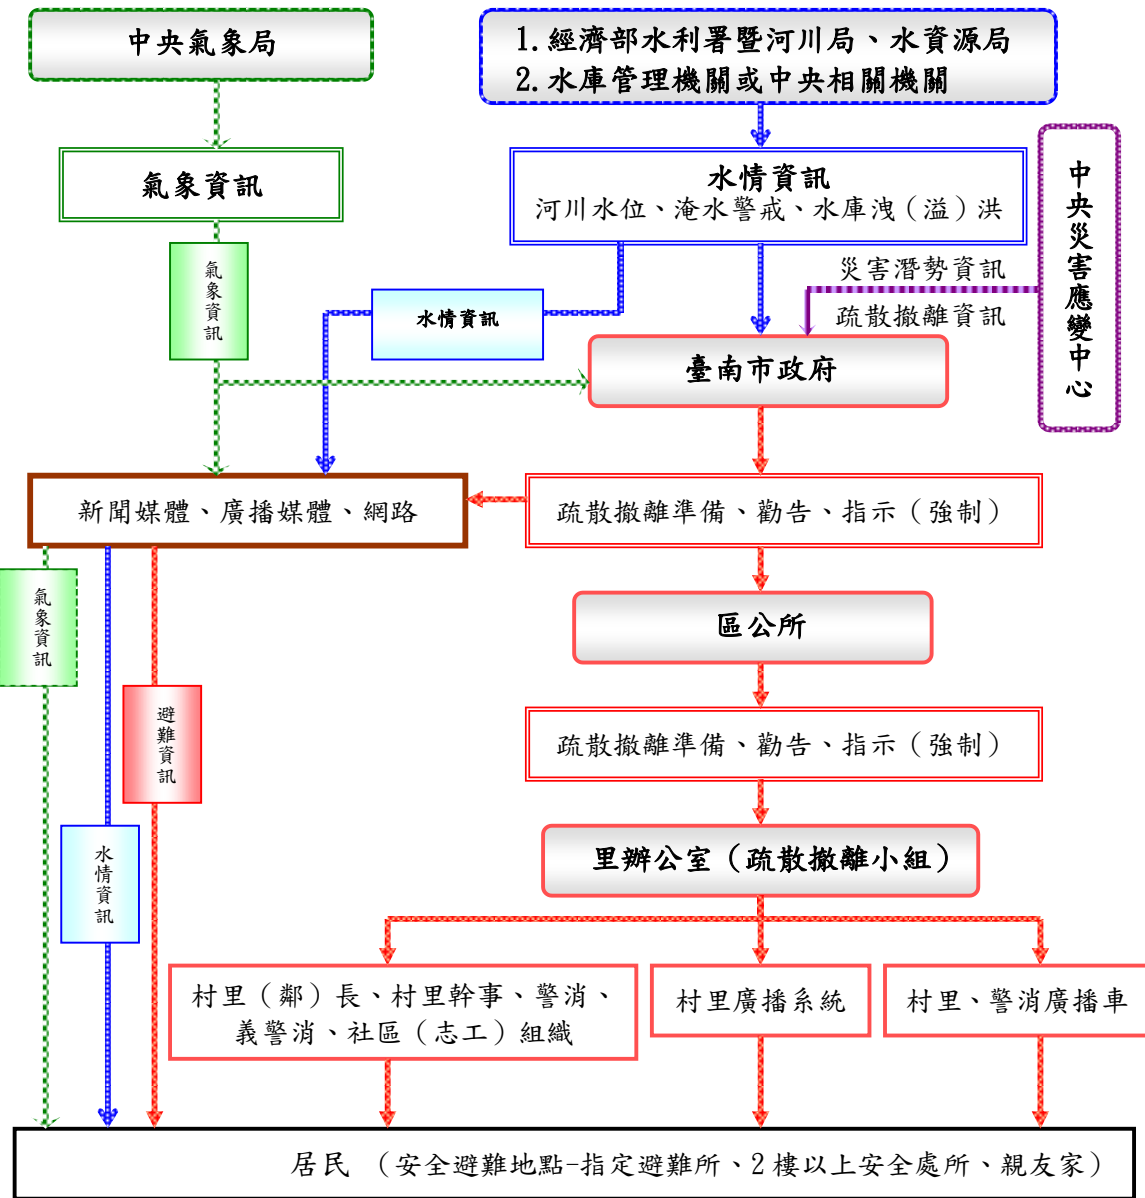 中央氣象局
1.經濟部水利署暨河川局、水資源局
2.水庫管理機關或中央相關機關
中央災害應變中心
氣象資訊
水情資訊
河川水位、淹水警戒、水庫洩（溢）洪
氣象資訊
水情資訊
災害潛勢資訊
疏散撤離資訊
臺南市政府
新聞媒體、廣播媒體、網路
疏散撤離準備、勸告、指示（強制）
氣象資訊
區公所
避難資訊
疏散撤離準備、勸告、指示（強制）
水情資訊
里辦公室（疏散撤離小組）
村里（鄰）長、村里幹事、警消、
義警消、社區（志工）組織
村里廣播系統
村里、警消廣播車
居民 （安全避難地點-指定避難所、2樓以上安全處所、親友家）